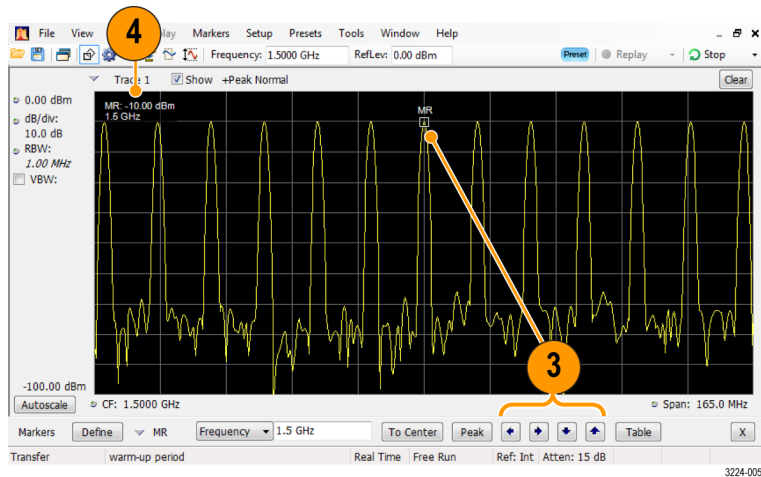 File View lay Markers Setup Presets Tools Window Help
4
Frequency: 1.5000 GHz RefLev: 0.00 dBm Preset Replay Stop
Trace 1 Show +Peak Normal Clear
0.00 dBm
dB/div:
10.0 dB
RBW:
1.00 MHz
VBW:
MR: -10.00 dBm
1.5 GHz
MR
3
-100.00 dBm
Autoscale CF: 1.5000 GHz Span: 165.0 MHz
Markers Define MR Frequency 1.5 GHz To Center Peak Table X
Transfer warm-up period Real Time Free Run Ref: Int Atten: 15 dB
3224-005